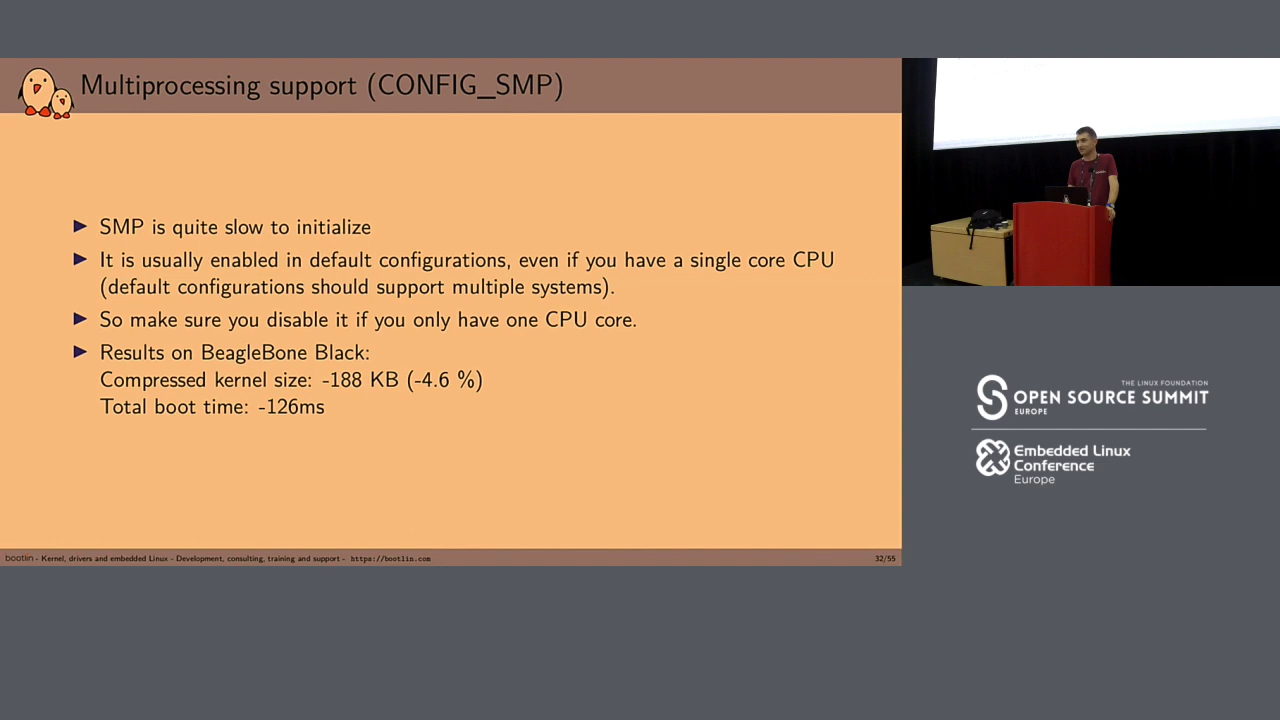 Multiprocessing support (CONFIG_SMP)
SMP is quite slow to initialize
It is usually enabled in default configurations, even if you have a single core CPU
(default configurations should support multiple systems).
So make sure you disable it if you only have one CPU core.
Results on BeagleBone Black:
Compressed kernel size: -188 KB (-4.6 %)
Total boot time: -126ms
bootlin - Kernel, drivers and embedded Linux - Development, consulting, training and support - https://bootlin.com
32/55
THE LINUX FOUNDATION
OPEN SOURCE SUMMIT
EUROPE
Embedded Linux
Conference
Europe